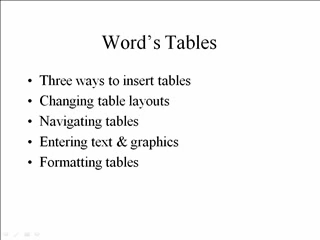 Word's Tables
• Three ways to insert tables
• Changing table layouts
• Navigating tables
• Entering text & graphics
• Formatting tables